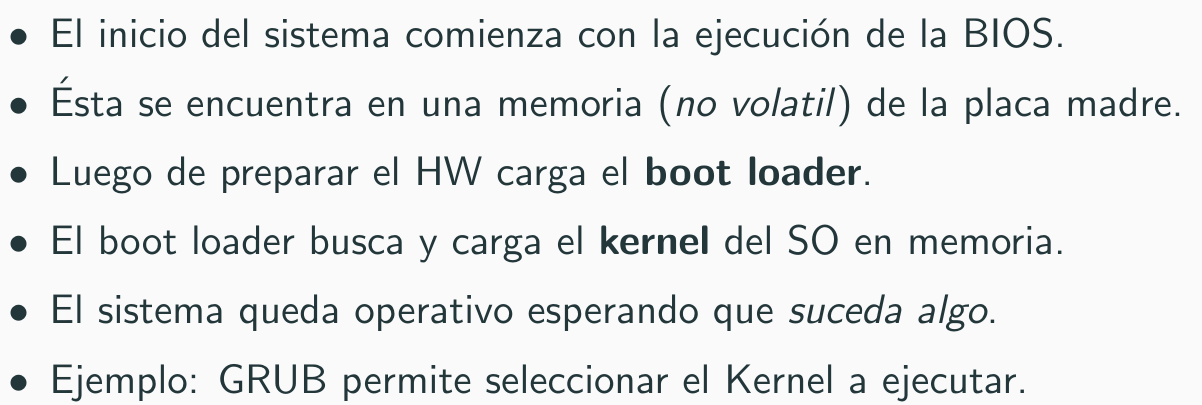 • El inicio del sistema comienza con la ejecución de la BIOS.
• Ésta se encuentra en una memoria (no volatil) de la placa madre.
• Luego de preparar el HW carga el boot loader.
• El boot loader busca y carga el kernel del SO en memoria.
• El sistema queda operativo esperando que suceda algo.
• Ejemplo: GRUB permite seleccionar el Kernel a ejecutar.